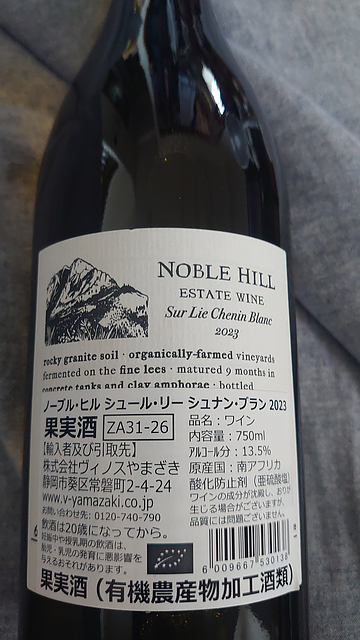 NOBLE HILL
ESTATE WINE
Sur Lie Chenin Blanc
2023
rocky granite soil · organically-farmed vineyards
fermented on the fine lees · matured 9 months in
concrete tanks and clay amphorae · bottled
ノーブル・ヒル シュール・リー シュナン・ブラン 2023
果実酒 ZA31-26
【輸入者及び引取先】
株式会社ヴィノスやまざき
静岡市葵区常磐町2-4-24
www.v-yamazaki.co.jp
お問い合わせ先:0120-740-790
飲酒は20歳になってから。
妊娠中や授乳期の飲酒は、
胎児・乳児の発育に悪影響を
与えるおそれがあります。
品名:ワイン
内容量:750ml
アルコール分:13.5%
原産国:南アフリカ
酸化防止剤(亜硫酸塩)
ワインの成分が沈殿し、おりが
生じる場合がございますが、
品質には問題ございません。
6 009667 530138
果実酒(有機農産物加工酒類)